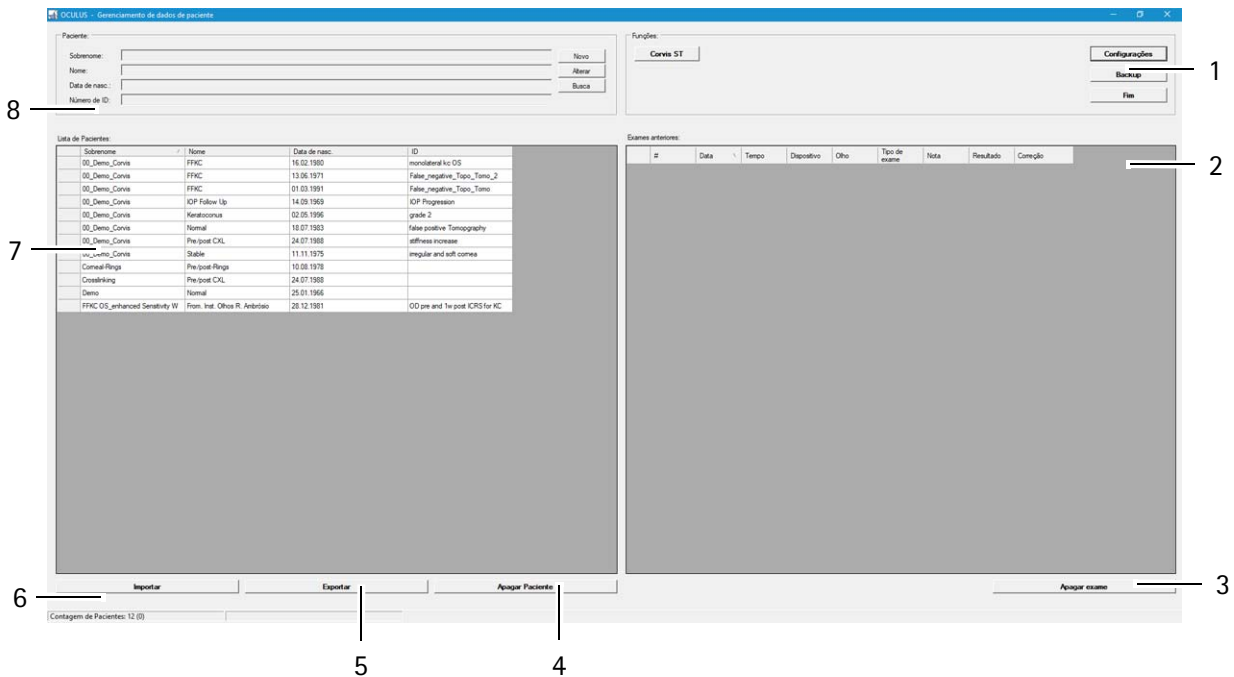 OCULUS - Gerenciamento de dados de paciente
Paciente:
Sobrenome:
Nome:
Data de nasc.:
Número de ID:
Novo
Alterar
Busca
Funções:
Corvis ST
Configurações
Backup
Fim
1
8
Lista de Pacientes:
Sobrenome Nome Data de nasc. ID
00_Demo_Corvis FFKC 16.02.1980 monolateral kc OS
00_Demo_Corvis FFKC 13.06.1971 False_negative_Topo_Tomo_2
00_Demo_Corvis FFKC 01.03.1991 False_negative_Topo_Tomo
00_Demo_Corvis IOP Follow Up 14.09.1969 IOP Progression
00_Demo_Corvis Keratoconus 02.05.1996 grade 2
00_Demo_Corvis Normal 18.07.1983 false postive Tomopgraphy
00_Demo_Corvis Pre/post CXL 24.07.1988 stiffness increase
00_Demo_Corvis Stable 11.11.1975 irregular and soft cornea
Corneal-Rings Pre/post-Rings 10.08.1978
Crosslinking Pre/post CXL 24.07.1988
Demo Normal 25.01.1966
FFKC OS_enhanced Sensitivity W From. Inst. Olhos R. Ambrósio 28.12.1981 OD pre and 1w post ICRS for KC
7
Exames anteriores:
# Data Tempo Dispositivo Olho Tipo de exame Nota Resultado Correção
2
Importar
Exportar
Apagar Paciente
Apagar exame
3
6
Contagem de Pacientes: 12 (0)
5
4